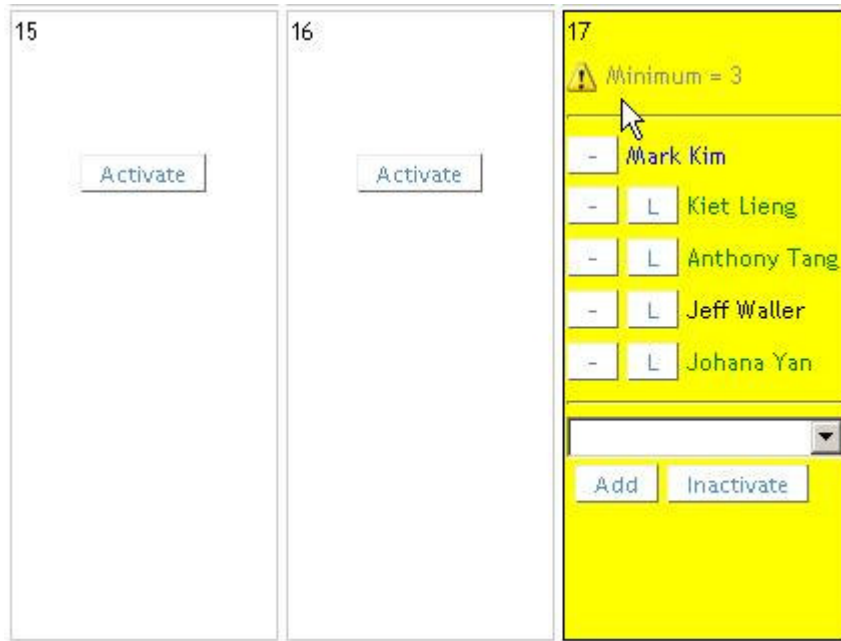 15
Activate
16
Activate
17
Minimum = 3
- Mark Kim
- L Kiet Lieng
- L Anthony Tang
- L Jeff Waller
- L Johana Yan
Add Inactivate